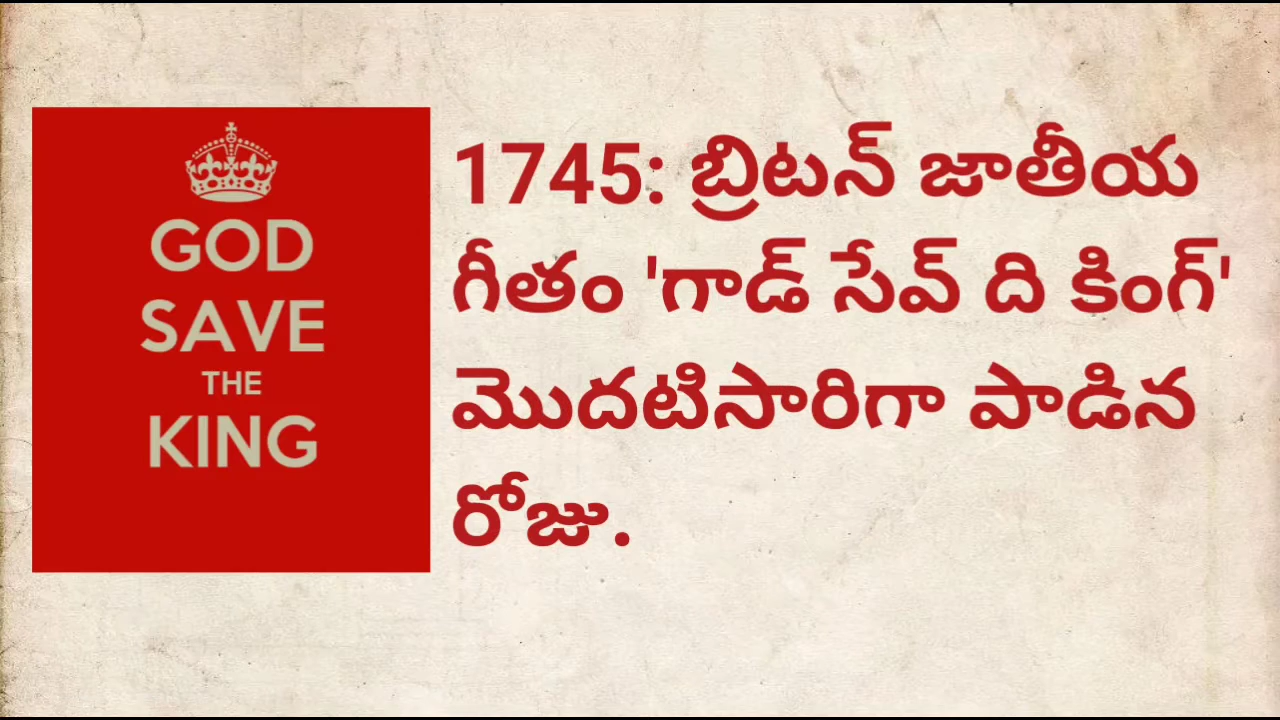 GOD
SAVE
THE
KING
1745: బ్రిటన్ జాతీయ
గీతం 'గాడ్ సేవ్ ది కింగ్'
మొదటిసారిగా పాడిన
రోజు.